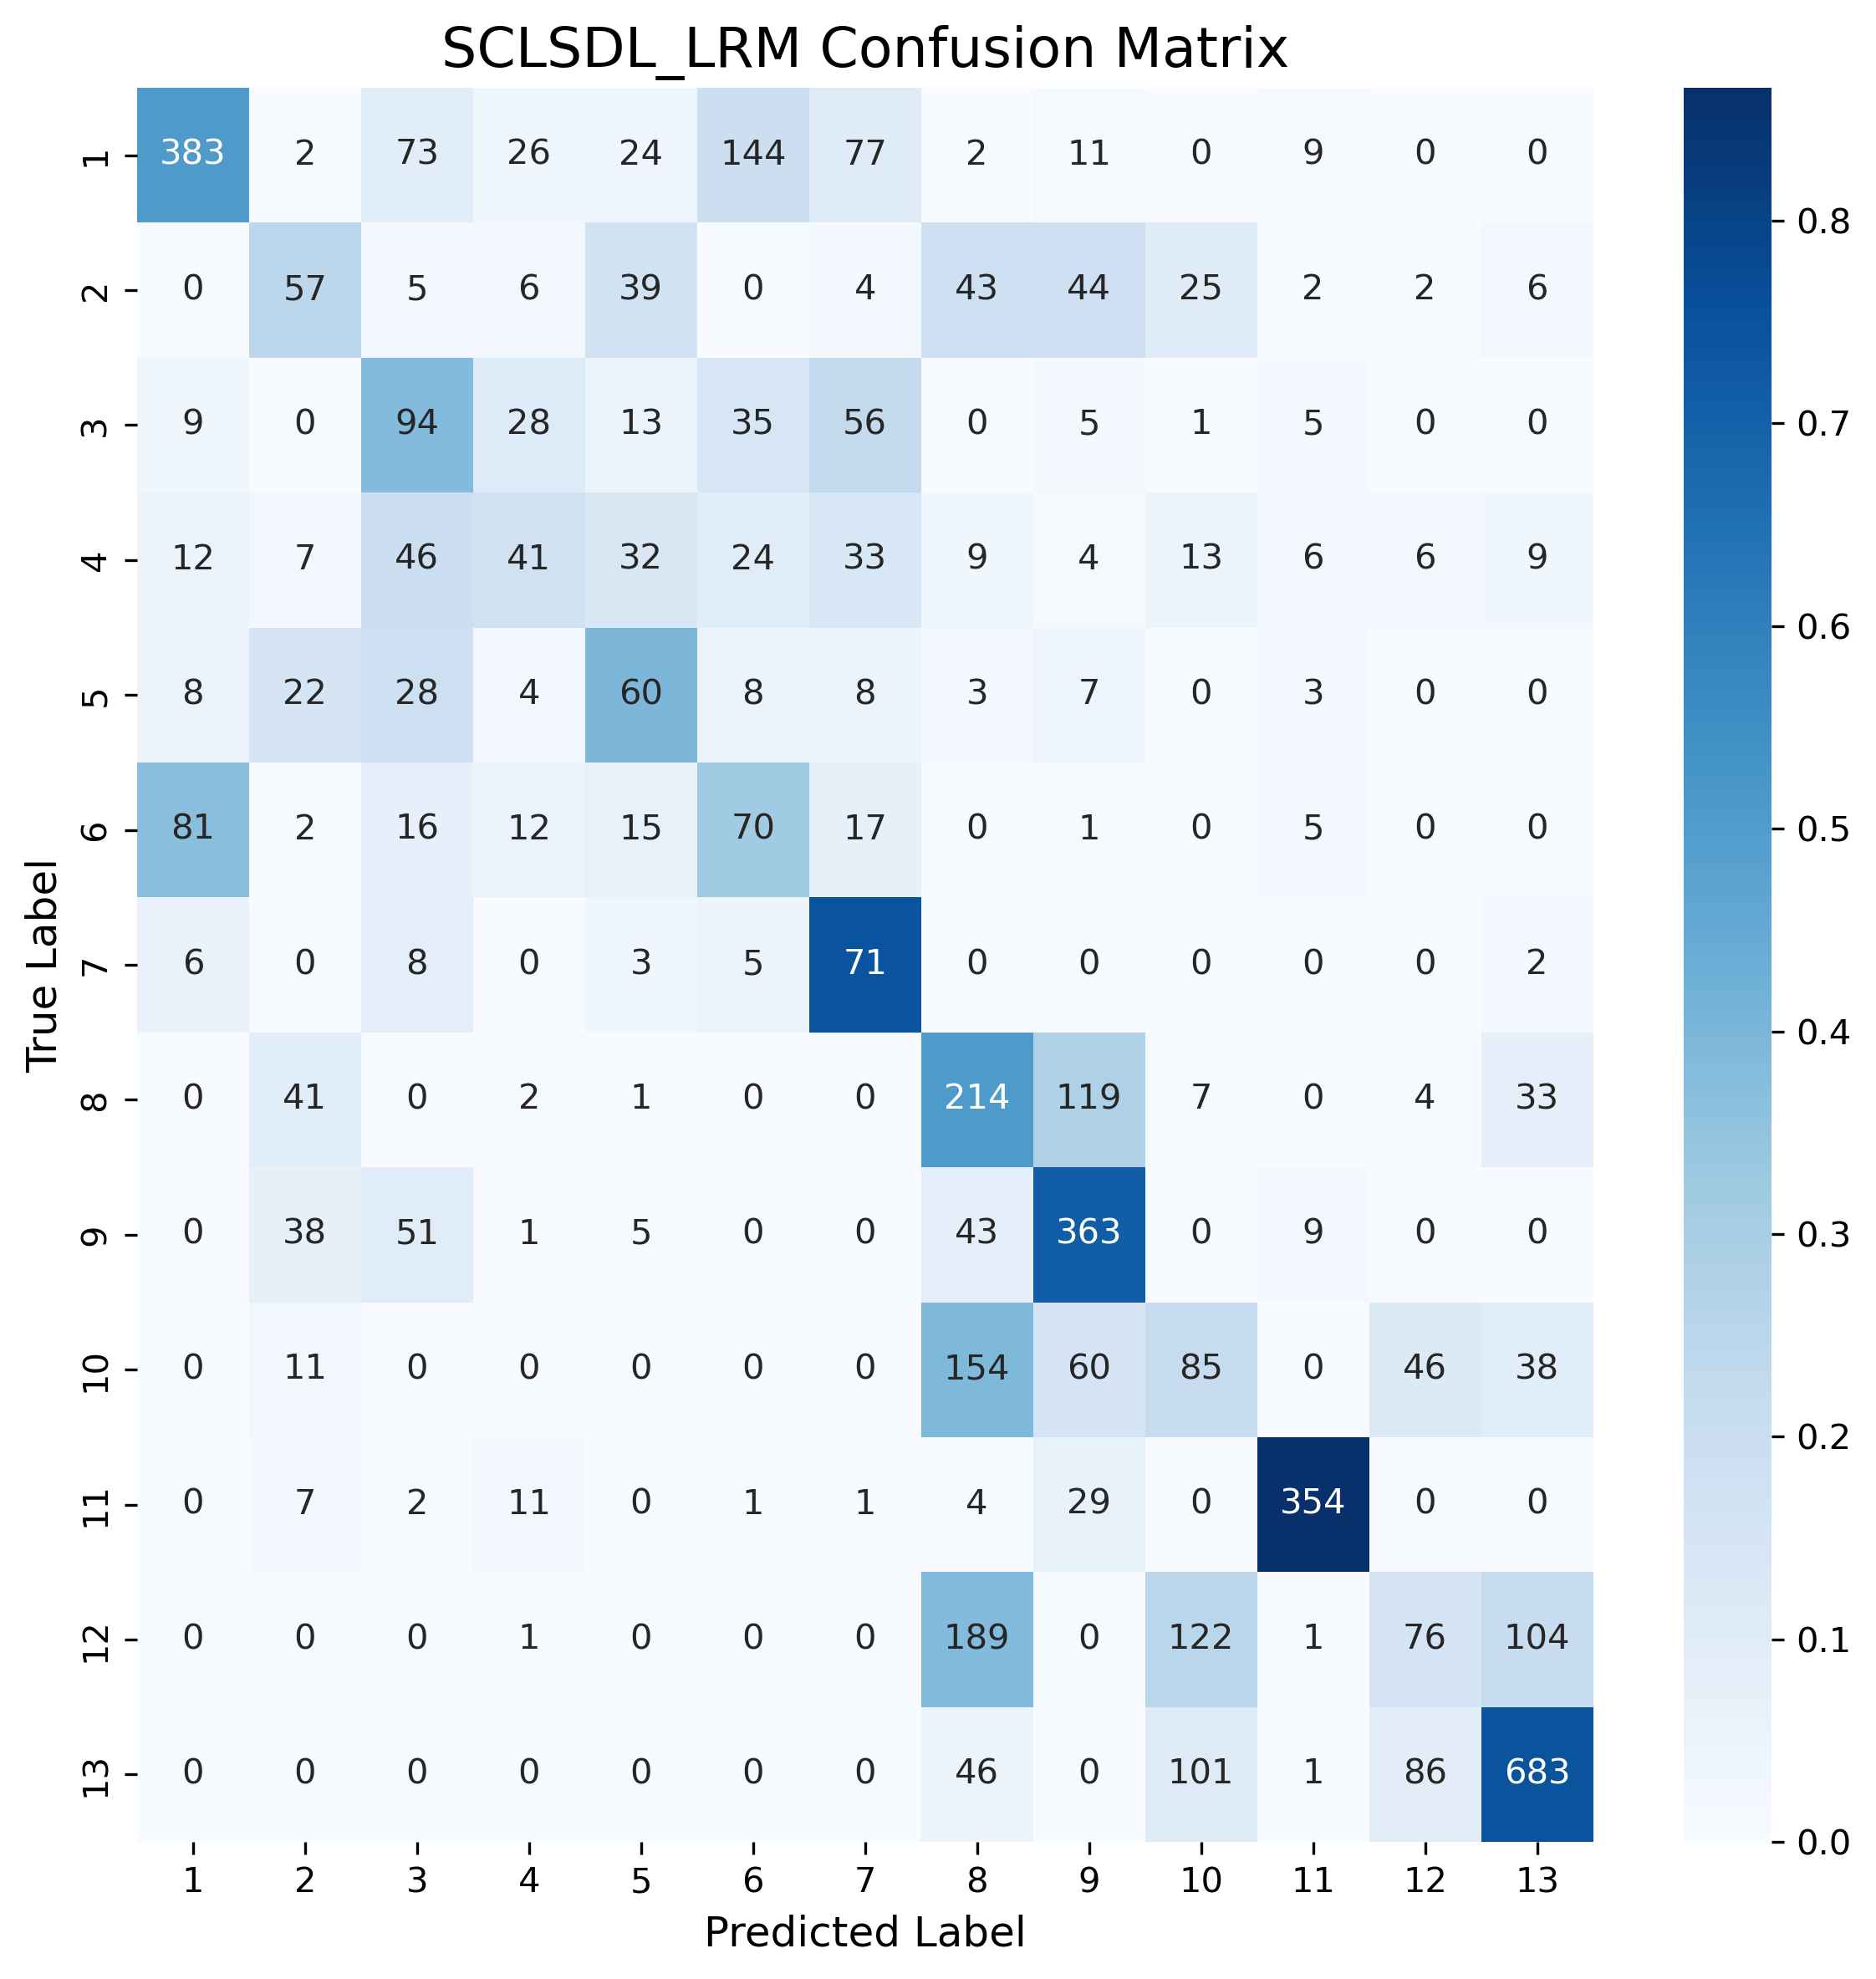 SCLSDL_LRM Confusion Matrix
1 383 2 73 26 24 144 77 2 11 0 9 0 0
2 0 57 5 6 39 0 4 43 44 25 2 2 6
3 9 0 94 28 13 35 56 0 5 1 5 0 0
4 12 7 46 41 32 24 33 9 4 13 6 6 9
5 8 22 28 4 60 8 8 3 7 0 3 0 0
6 81 2 16 12 15 70 17 0 1 0 5 0 0
7 6 0 8 0 3 5 71 0 0 0 0 0 2
8 0 41 0 2 1 0 0 214 119 7 0 4 33
9 0 38 51 1 5 0 0 43 363 0 9 0 0
10 0 11 0 0 0 0 0 154 60 85 0 46 38
11 0 7 2 11 0 1 1 4 29 0 354 0 0
12 0 0 0 1 0 0 0 189 0 122 1 76 104
13 0 0 0 0 0 0 0 46 0 101 1 86 683
1 2 3 4 5 6 7 8 9 10 11 12 13
Predicted Label
True Label
0.8
0.7
0.6
0.5
0.4
0.3
0.2
0.1
0.0